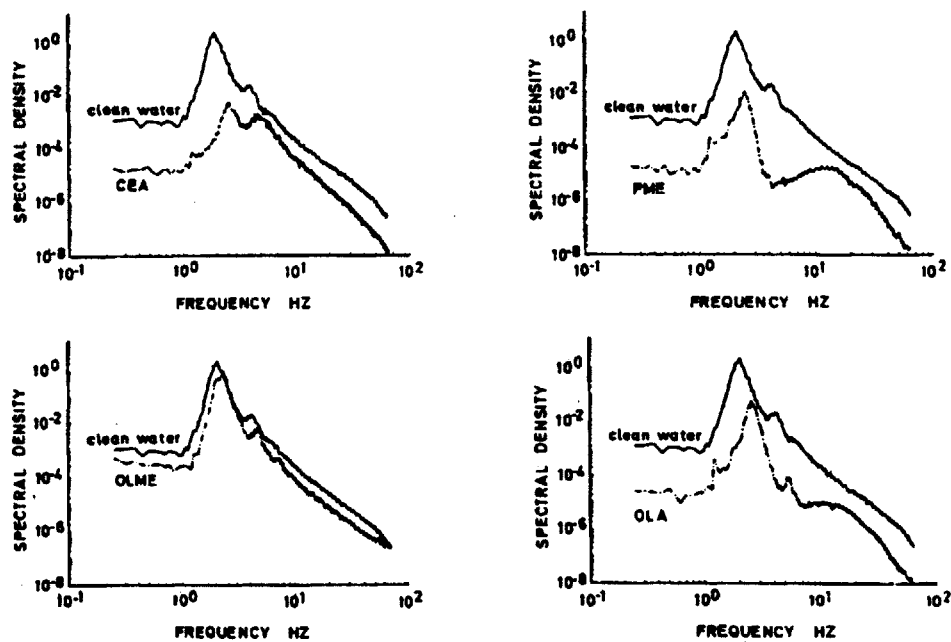 SPECTRAL DENSITY
10⁰
10⁻²
10⁻⁴
10⁻⁶
10⁻⁸
clean water
CEA
10⁻¹
10⁰
10¹
10²
FREQUENCY HZ
SPECTRAL DENSITY
10⁰
10⁻²
10⁻⁴
10⁻⁶
10⁻⁸
clean water
PME
10⁻¹
10⁰
10¹
10²
FREQUENCY HZ
SPECTRAL DENSITY
10⁰
10⁻²
10⁻⁴
10⁻⁶
10⁻⁸
clean water
OLME
10⁻¹
10⁰
10¹
10²
FREQUENCY HZ
SPECTRAL DENSITY
10⁰
10⁻²
10⁻⁴
10⁻⁶
10⁻⁸
clean water
OLA
10⁻¹
10⁰
10¹
10²
FREQUENCY HZ